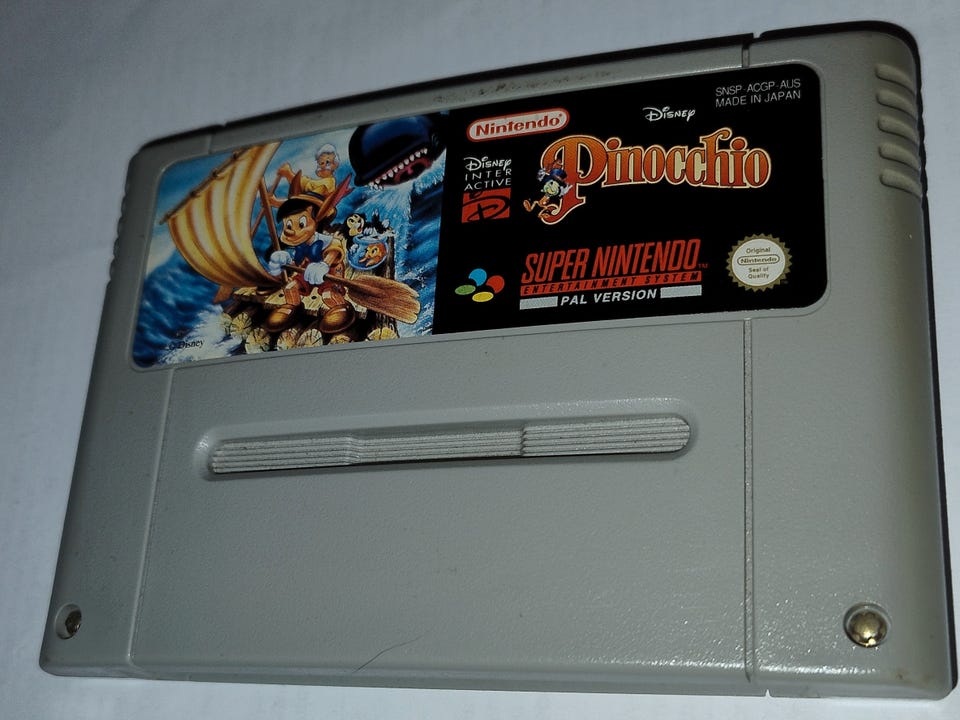 SNSP-ACGP-AUS
MADE IN JAPAN
Nintendo®
Disney
Disney
INTER
ACTIVE
Pinocchio
SUPER NINTENDO™
ENTERTAINMENT SYSTEM
PAL VERSION
Original
Nintendo
Seal of
Quality
© Disney